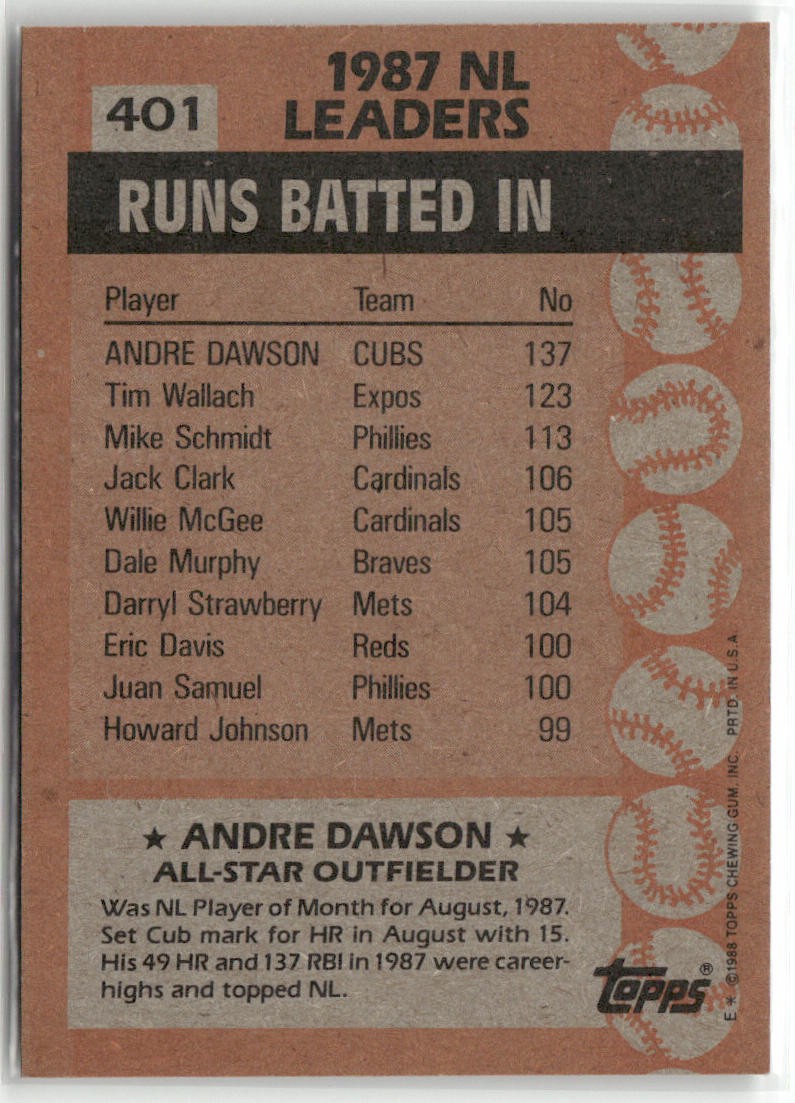 401
1987 NL
LEADERS
RUNS BATTED IN
Player Team No
ANDRE DAWSON CUBS 137
Tim Wallach Expos 123
Mike Schmidt Phillies 113
Jack Clark Cardinals 106
Willie McGee Cardinals 105
Dale Murphy Braves 105
Darryl Strawberry Mets 104
Eric Davis Reds 100
Juan Samuel Phillies 100
Howard Johnson Mets 99
★ ANDRE DAWSON ★
ALL-STAR OUTFIELDER
Was NL Player of Month for August, 1987.
Set Cub mark for HR in August with 15.
His 49 HR and 137 RBI in 1987 were career-
highs and topped NL.
topps®
E * ©1988 TOPPS CHEWING GUM, INC. PRTD. IN U.S.A.